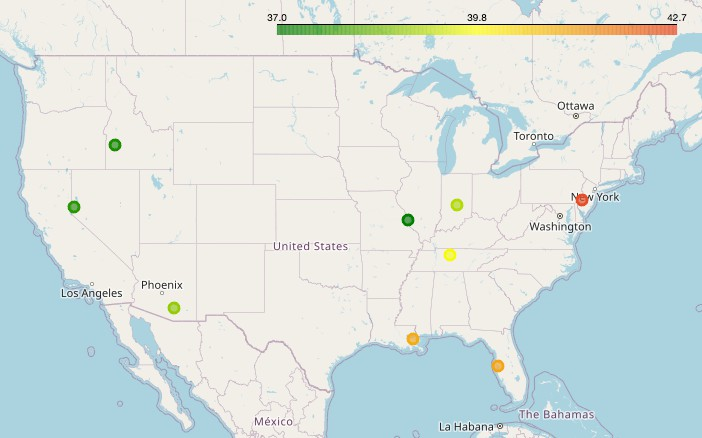 37.0 39.8 42.7
Ottawa
Toronto
New York
Washington
United States
Phoenix
Los Angeles
México
The Bahamas
La Habana